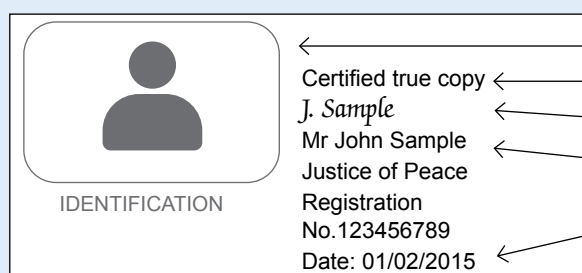 IDENTIFICATION
Certified true copy
J. Sample
Mr John Sample
Justice of Peace
Registration
No.123456789
Date: 01/02/2015